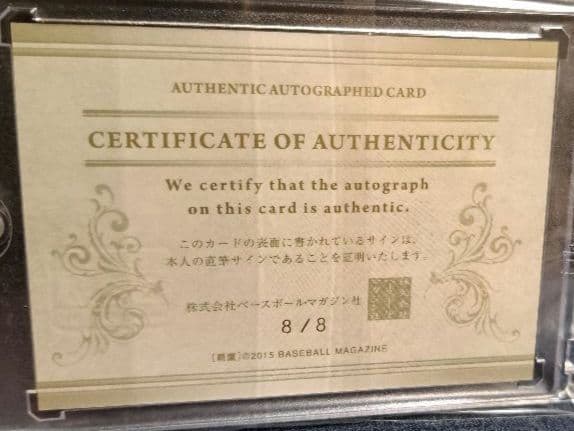 AUTHENTIC AUTOGRAPHED CARD
CERTIFICATE OF AUTHENTICITY
We certify that the autograph
on this card is authentic.
このカードの表面に書かれているサインは、
本人の直筆サインであることを証明いたします。
株式会社ベースボール・マガジン社
8/8
©2015 BASEBALL MAGAZINE